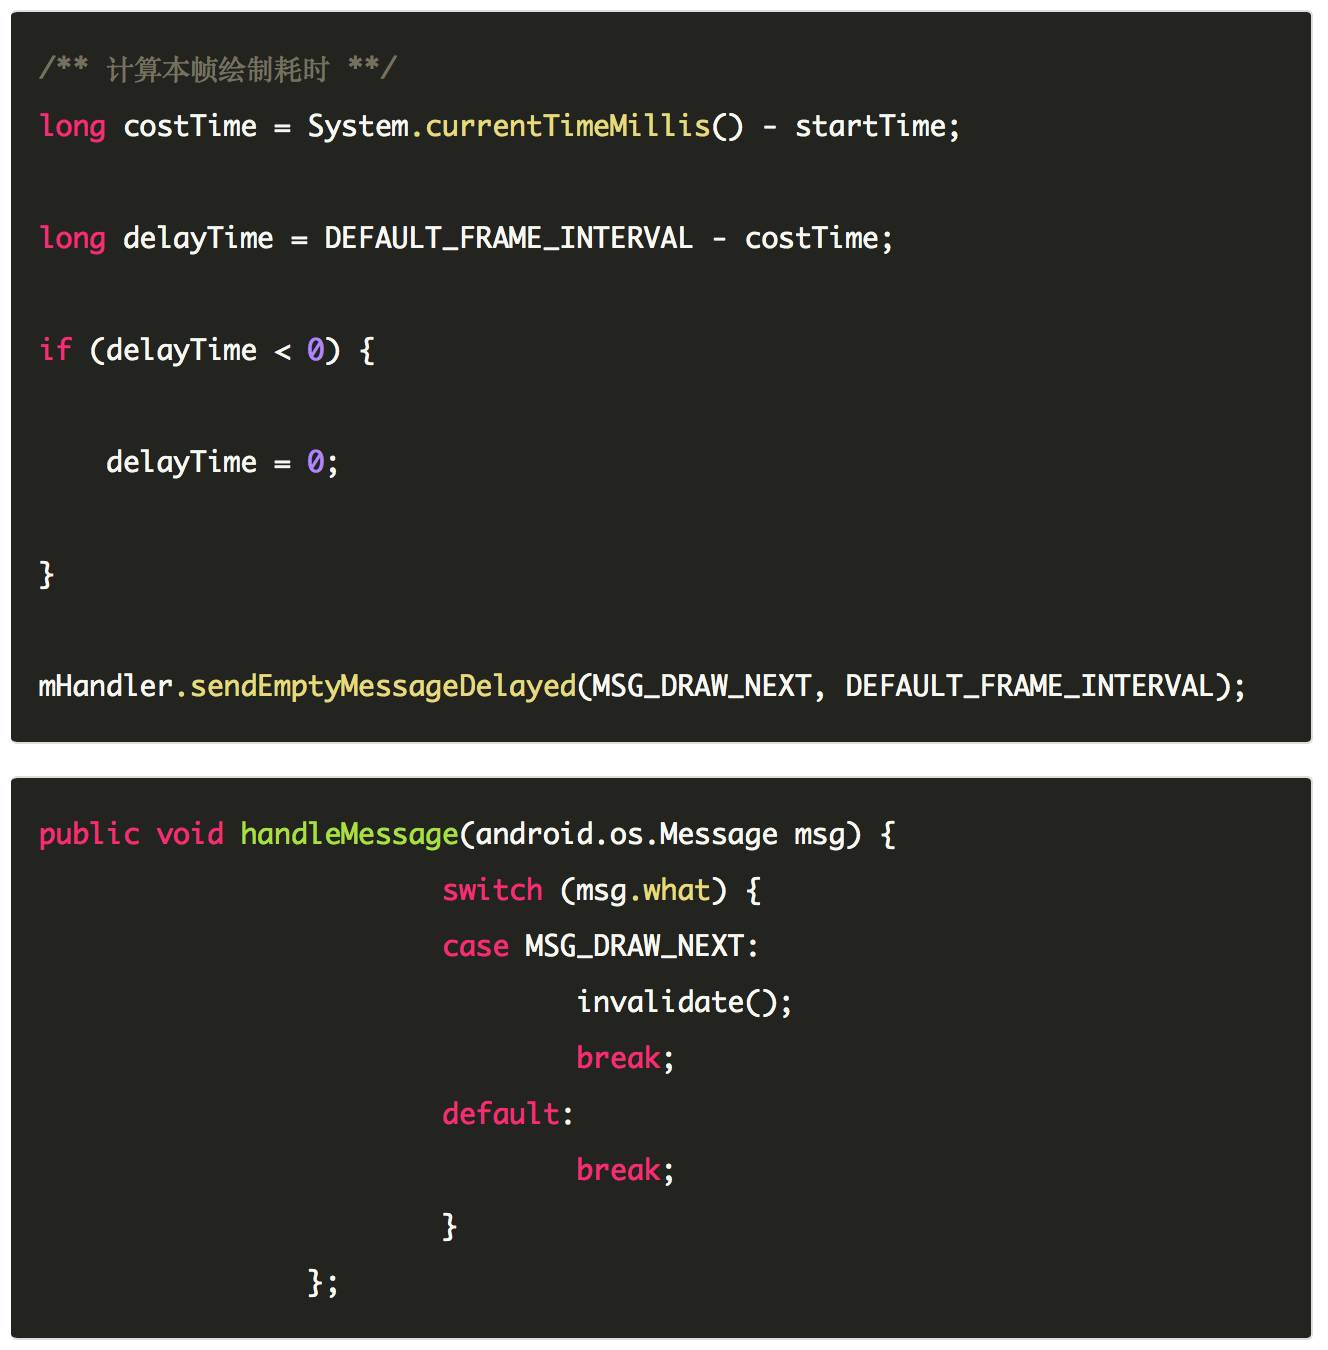 /** 计算本帧绘制耗时 **/
long costTime = System.currentTimeMillis() - startTime;
long delayTime = DEFAULT_FRAME_INTERVAL - costTime;
if (delayTime < 0) {
delayTime = 0;
}
mHandler.sendEmptyMessageDelayed(MSG_DRAW_NEXT, DEFAULT_FRAME_INTERVAL);
public void handleMessage(android.os.Message msg) {
switch (msg.what) {
case MSG_DRAW_NEXT:
invalidate();
break;
default:
break;
}
};